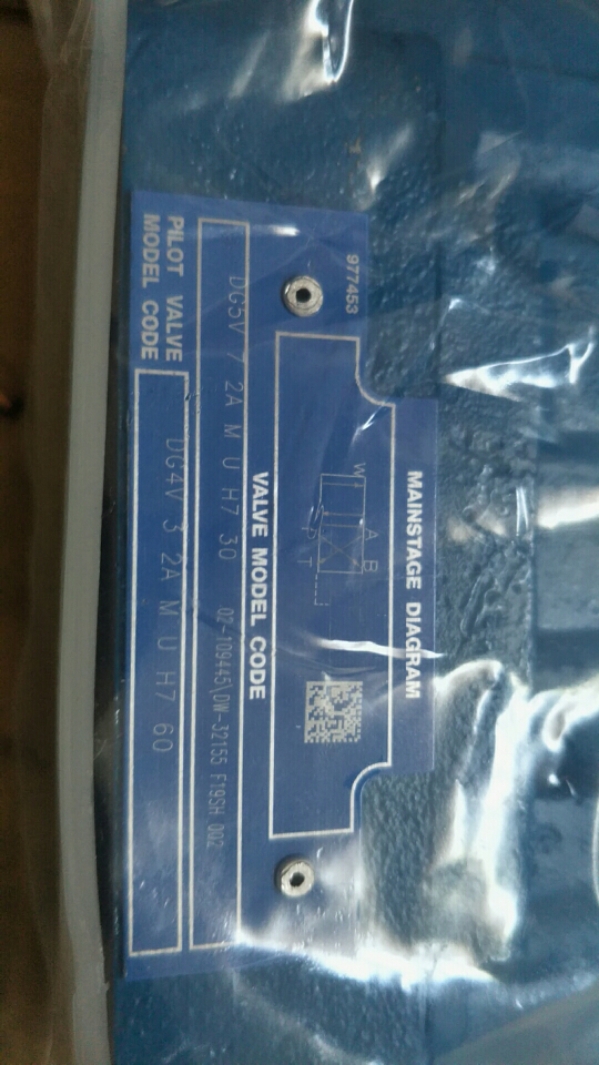 977453
MAINSTAGE DIAGRAM
W
A B
P T
VALVE MODEL CODE
DG5V 7 2A M U H7 30
02-109445\DW-32155 F19SH 002
PILOT VALVE
MODEL CODE
DG4V 3 2A M U H7 60